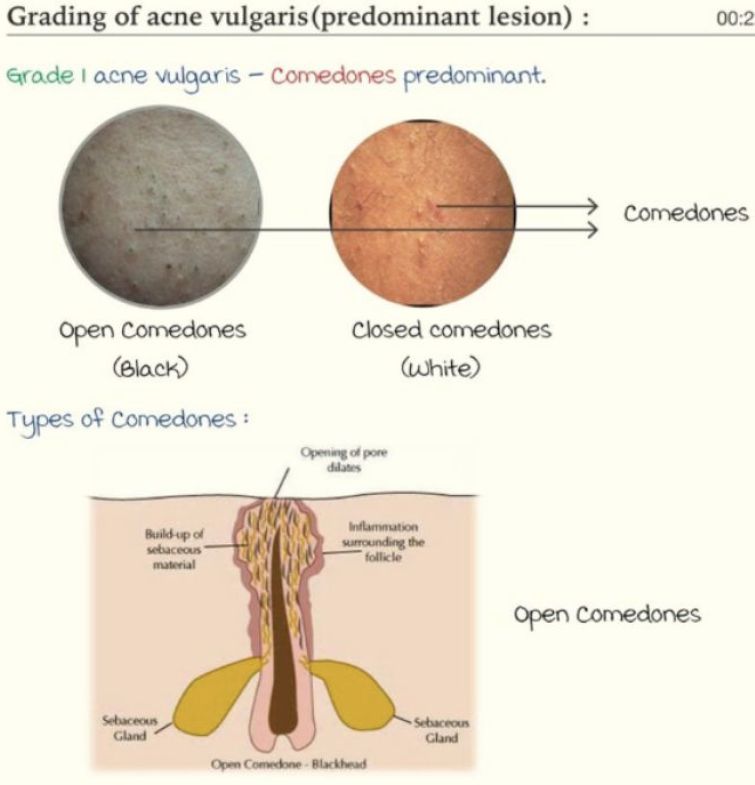 Grading of acne vulgaris(predominant lesion) :
00:2
Grade 1 acne vulgaris – Comedones predominant.
Comedones
Open Comedones
(Black)
Closed comedones
(White)
Types of Comedones :
Opening of pore
dilates
Build-up of
sebaceous
material
Inflammation
surrounding the
follicle
Open Comedones
Sebaceous
Gland
Sebaceous
Gland
Open Comedone - Blackhead